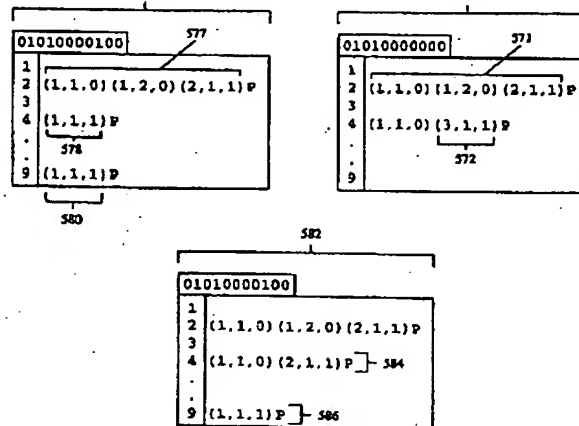 577
01010000100
1
2 (1,1,0)(1,2,0)(2,1,1)P
3
4 (1,1,1)P
.
578
.
9 (1,1,1)P
580
571
01010000000
1
2 (1,1,0)(1,2,0)(2,1,1)P
3
4 (1,1,0)(3,1,1)P
.
572
.
9
582
01010000100
1
2 (1,1,0)(1,2,0)(2,1,1)P
3
4 (1,1,0)(2,1,1)P 584
.
.
9 (1,1,1)P 586